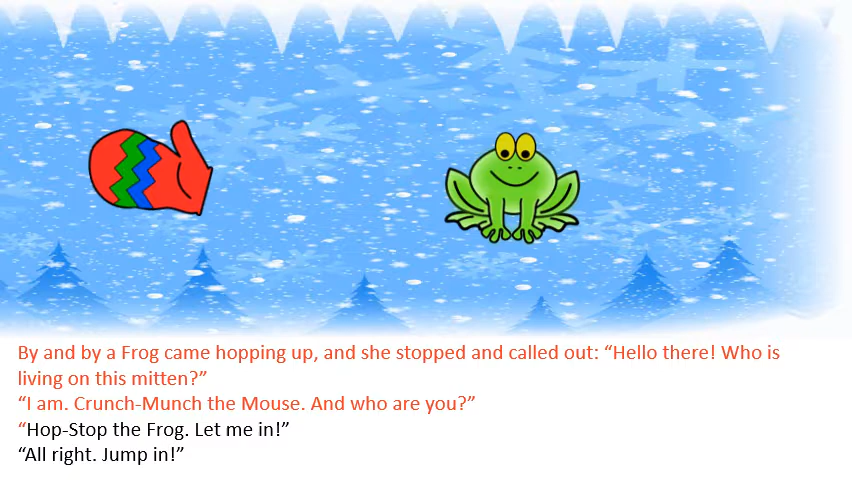 By and by a Frog came hopping up, and she stopped and called out: “Hello there! Who is
living on this mitten?”
“I am. Crunch-Munch the Mouse. And who are you?”
“Hop-Stop the Frog. Let me in!”
“All right. Jump in!”